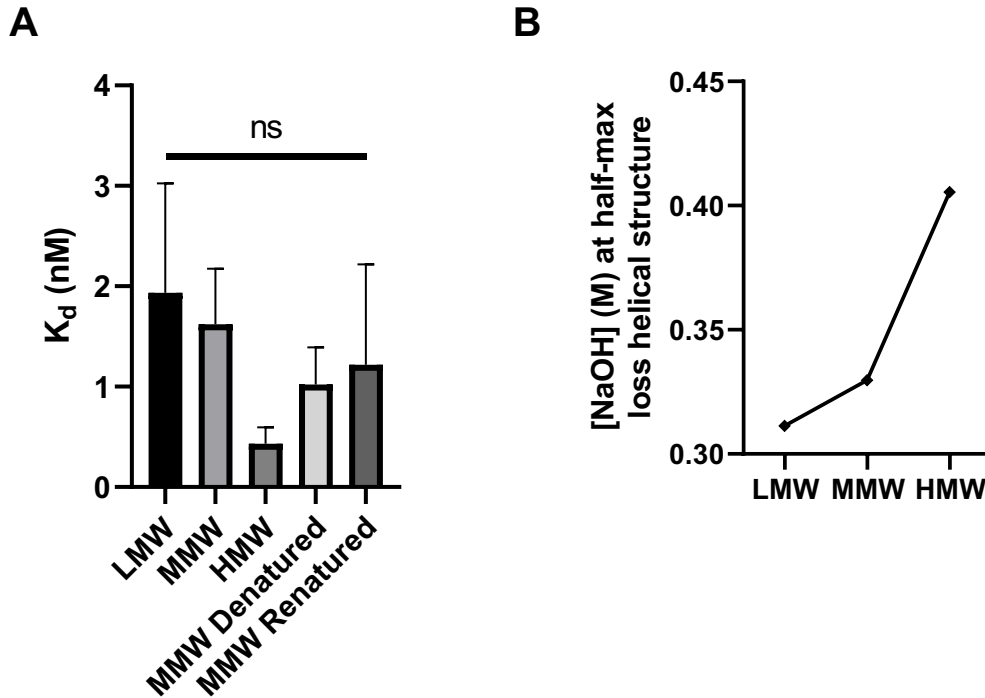 A
4
3
2
1
0
K_d (nM)
ns
LMW
MMW
HMW
MMW Denatured
MMW Renatured
B
0.45
0.40
0.35
0.30
[NaOH] (M) at half-max
loss helical structure
LMW MMW HMW